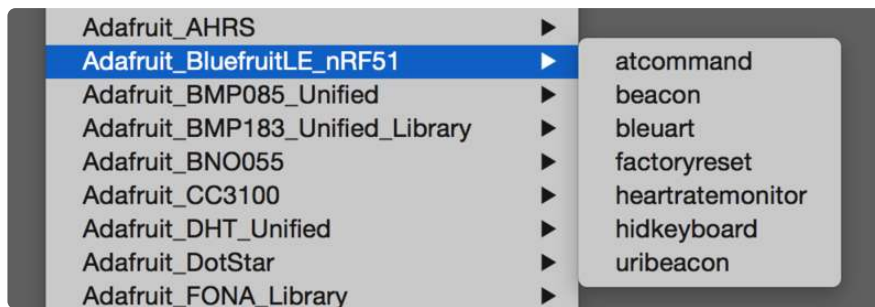 Adafruit_AHRS
Adafruit_BluefruitLE_nRF51
Adafruit_BMP085_Unified
Adafruit_BMP183_Unified_Library
Adafruit_BNO055
Adafruit_CC3100
Adafruit_DHT_Unified
Adafruit_DotStar
Adafruit_FONA_Library
atcommand
beacon
bleuart
factoryreset
heartratemonitor
hidkeyboard
uribeacon